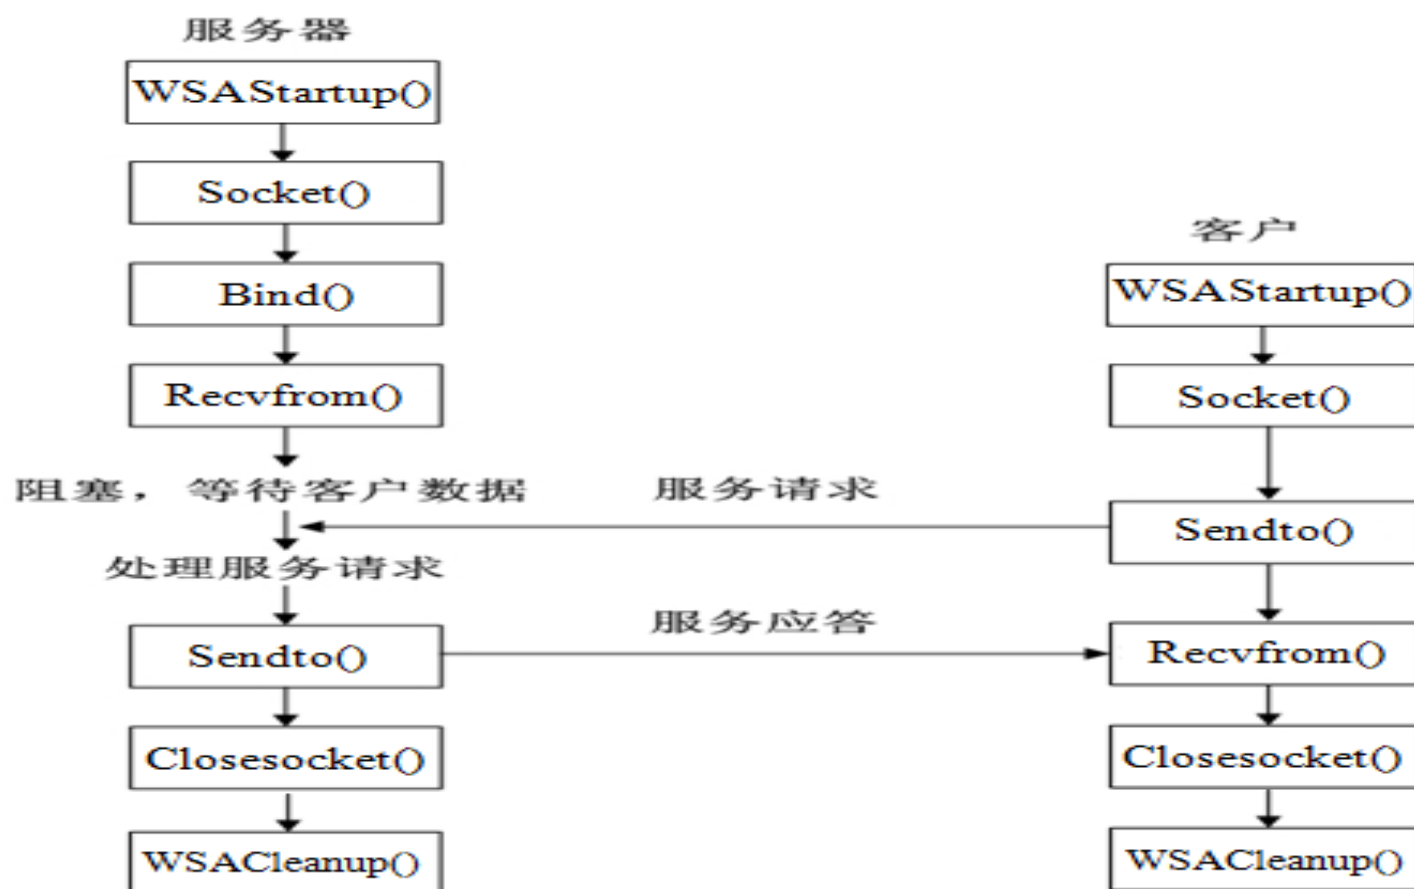 服务器
WSAStartup()
Socket()
Bind()
Recvfrom()
阻塞，等待客户数据
处理服务请求
Sendto()
Closesocket()
WSACleanup()
服务请求
服务应答
客户
WSAStartup()
Socket()
Sendto()
Recvfrom()
Closesocket()
WSACleanup()